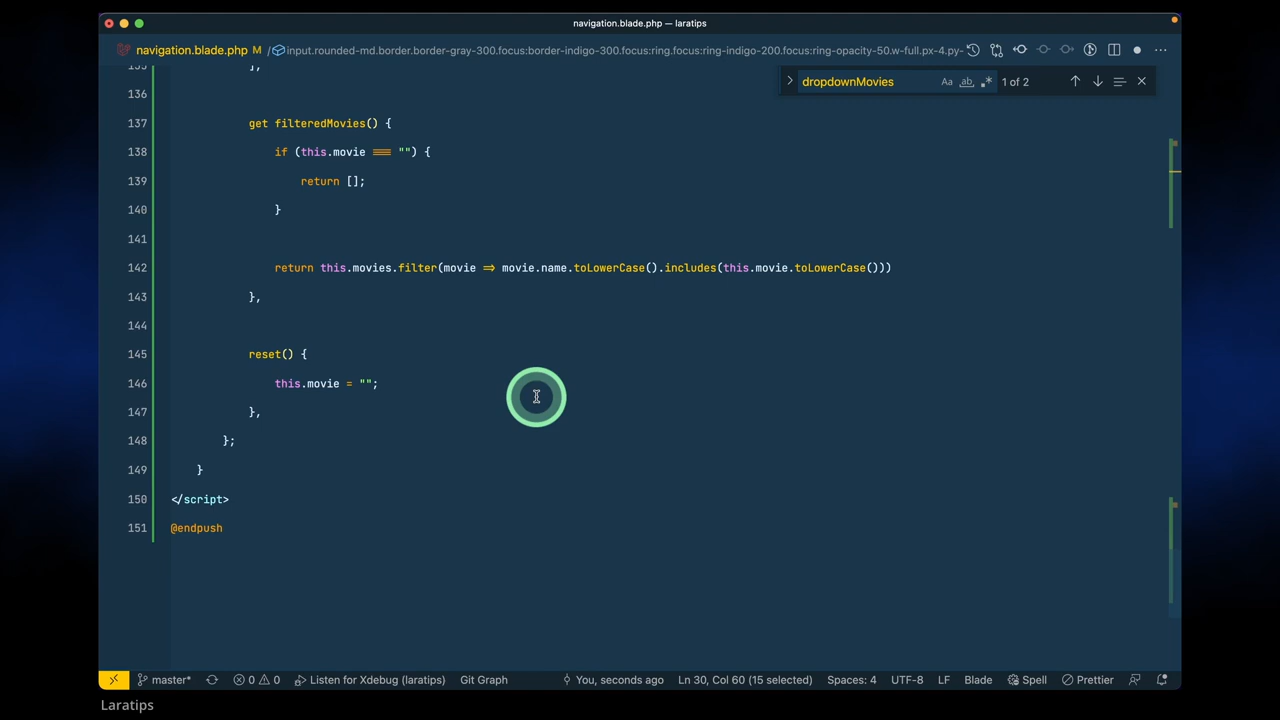 navigation.blade.php — laratips
navigation.blade.php M /input.rounded-md.border.border-gray-300.focus:border-indigo-300.focus:ring.focus:ring-indigo-200.focus:ring-opacity-50.w-full.px-4.py-
dropdownMovies Aa ab 1 of 2
135 ],
136
137 get filteredMovies() {
138 if (this.movie === "") {
139 return [];
140 }
141
142 return this.movies.filter(movie => movie.name.toLowerCase().includes(this.movie.toLowerCase()))
143 },
144
145 reset() {
146 this.movie = "";
147 },
148 };
149 }
150 </script>
151 @endpush
master* 0 0 Listen for Xdebug (laratips) Git Graph You, seconds ago Ln 30, Col 60 (15 selected) Spaces: 4 UTF-8 LF Blade Spell Prettier
Laratips